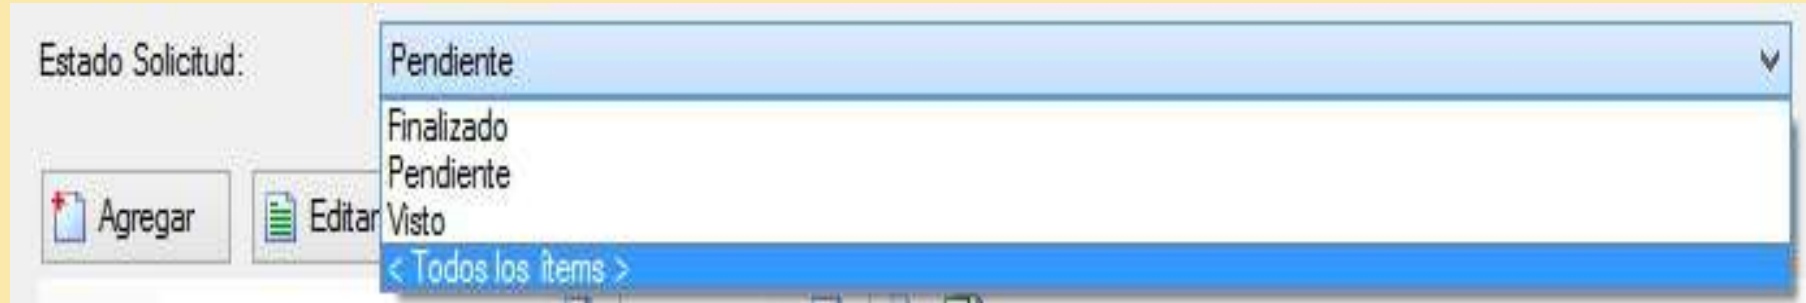 Estado Solicitud:
Pendiente
Finalizado
Pendiente
Visto
< Todos los ítems >
Agregar
Editar